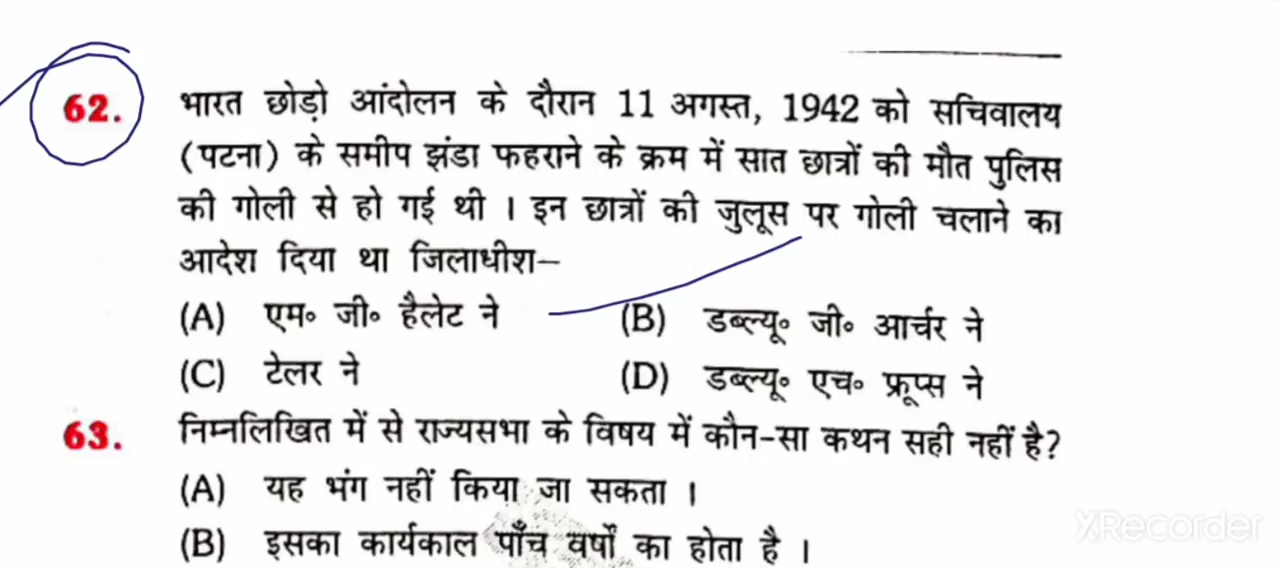 62. भारत छोड़ो आंदोलन के दौरान 11 अगस्त, 1942 को सचिवालय
(पटना) के समीप झंडा फहराने के क्रम में सात छात्रों की मौत पुलिस
की गोली से हो गई थी । इन छात्रों की जुलूस पर गोली चलाने का
आदेश दिया था जिलाधीश–
(A) एम॰ जी॰ हैलेट ने (B) डब्ल्यू॰ जी॰ आर्चर ने
(C) टेलर ने (D) डब्ल्यू॰ एच॰ फ्रूप्स ने
63. निम्नलिखित में से राज्यसभा के विषय में कौन-सा कथन सही नहीं है?
(A) यह भंग नहीं किया जा सकता ।
(B) इसका कार्यकाल पाँच वर्षों का होता है ।
XRecorder